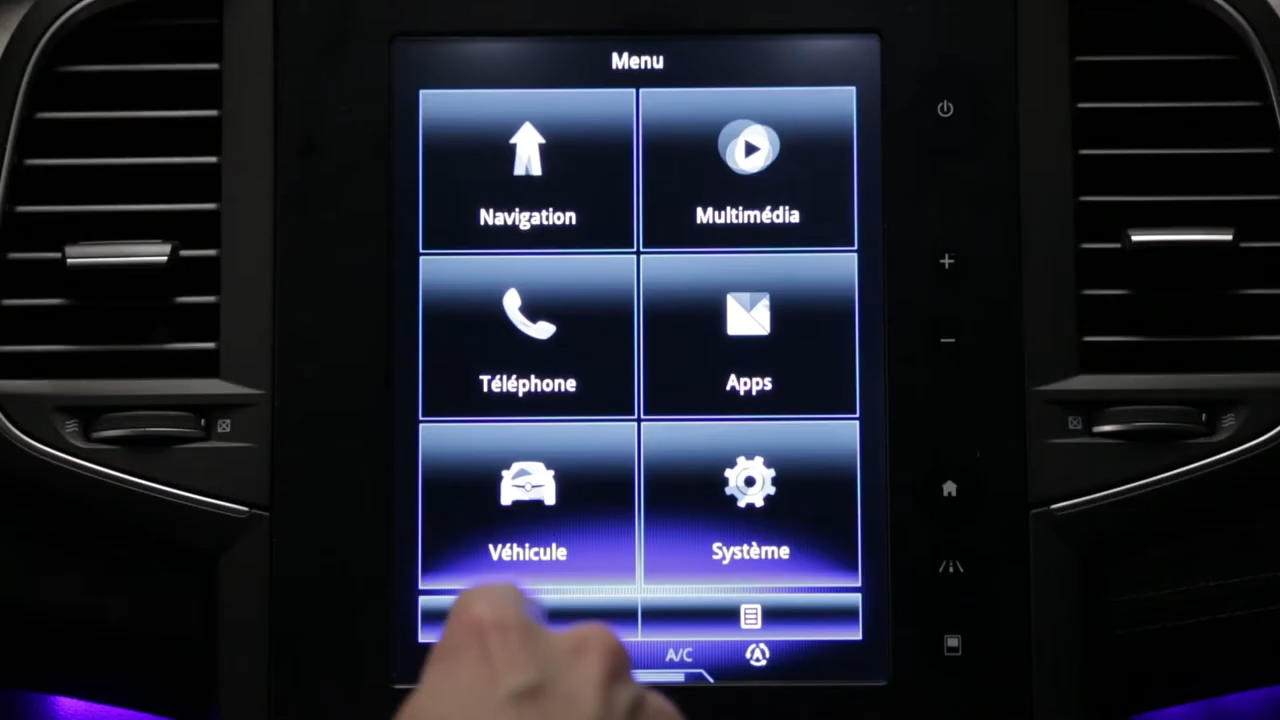 Menu
Navigation
Multimédia
Téléphone
Apps
Véhicule
Système
A/C